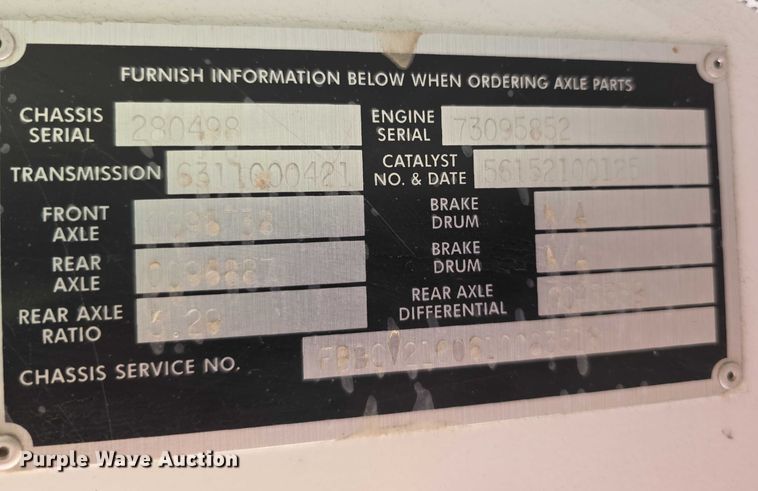 FURNISH INFORMATION BELOW WHEN ORDERING AXLE PARTS
CHASSIS SERIAL 280498
ENGINE SERIAL 73095852
TRANSMISSION 6311000421
CATALYST NO. & DATE
FRONT AXLE
BRAKE DRUM N/A
REAR AXLE
BRAKE DRUM N/A
REAR AXLE RATIO 5.29
REAR AXLE DIFFERENTIAL
CHASSIS SERVICE NO.
Purple Wave Auction